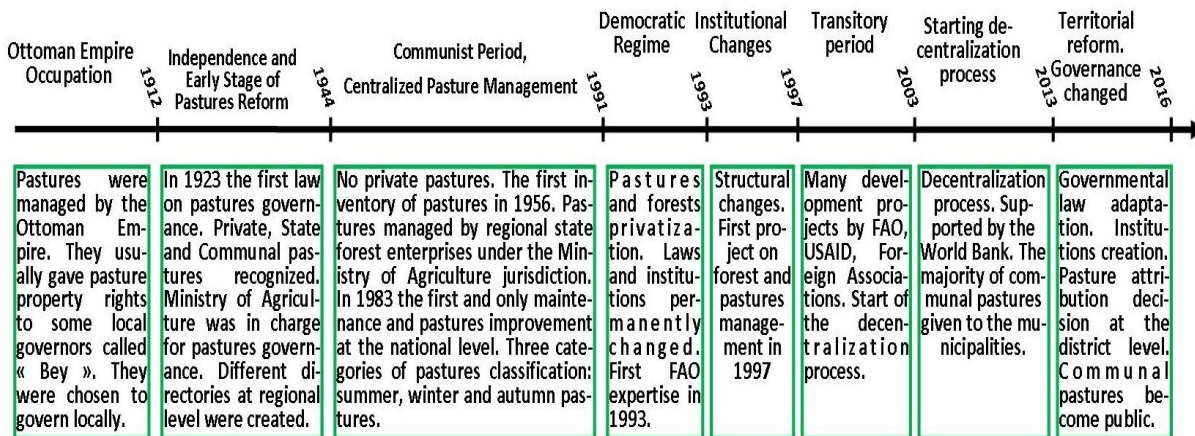 Ottoman Empire
Occupation
1912
Independence and
Early Stage of
Pastures Reform
1944
Communist Period,
Centralized Pasture Management
1991
Democratic
Regime
1993
Institutional
Changes
1997
Transitory
period
2003
Starting de-
centralization
process
2013
Territorial
reform.
Governance
changed
2016
Pastures were
managed by the
Ottoman Em-
pire. They usu-
ally gave pasture
property rights
to some local
governors called
« Bey ». They
were chosen to
govern locally.
In 1923 the first law
on pastures govern-
ance. Private, State
and Communal pas-
tures recognized.
Ministry of Agricul-
ture was in charge
for pastures govern-
ance. Different di-
rectories at regional
level were created.
No private pastures. The first in-
ventory of pastures in 1956. Pas-
tures managed by regional state
forest enterprises under the Min-
istry of Agriculture jurisdiction.
In 1983 the first and only mainte-
nance and pastures improvement
at the national level. Three cate-
gories of pastures classification:
summer, winter and autumn pas-
tures.
Pastures
and forests
privatiza-
tion. Laws
and institu-
tions per-
manently
changed.
First FAO
expertise in
1993.
Structural
changes.
First pro-
ject on
forest and
pastures
manage-
ment in
1997
Many devel-
opment pro-
jects by FAO,
USAID, For-
eign Associa-
tions. Start of
the decen-
tralization
process.
Decentralization
process. Sup-
ported by the
World Bank. The
majority of com-
munal pastures
given to the mu-
nicipalities.
Governmental
law adapta-
tion. Institu-
tions creation.
Pasture attri-
bution deci-
sion at the
district level.
Communal
pastures be-
come public.